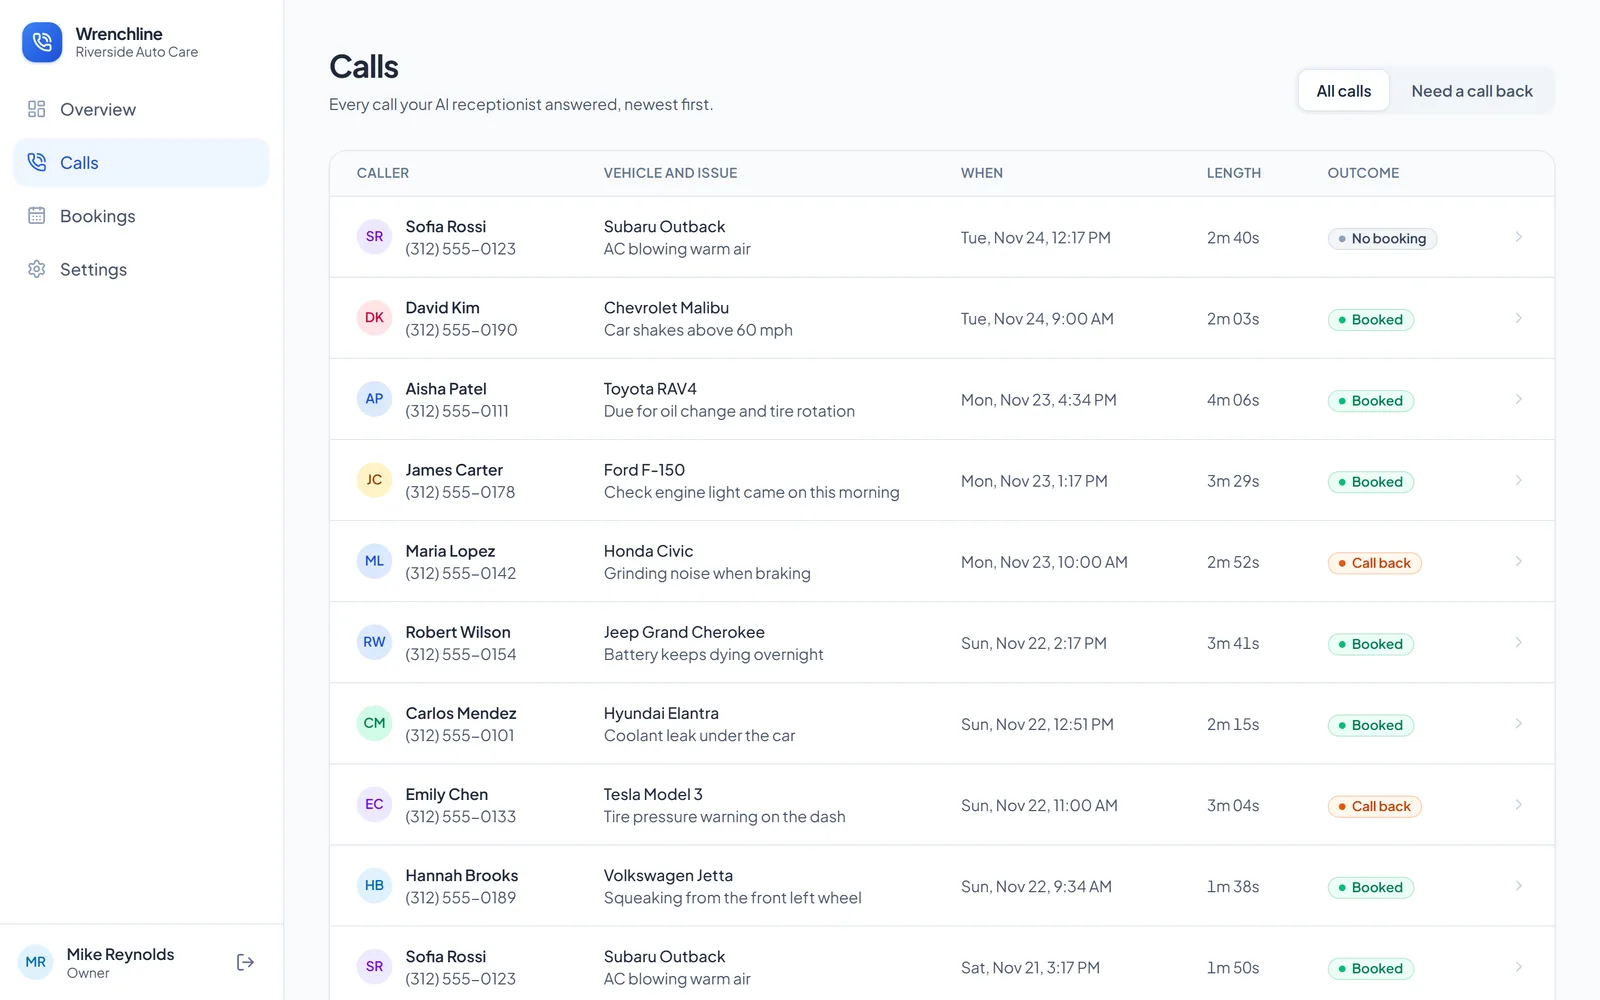 Wrenchline
Riverside Auto Care
Overview
Calls
Bookings
Settings
MR
Mike Reynolds
Owner
Calls
Every call your AI receptionist answered, newest first.
All calls
Need a call back
CALLER VEHICLE AND ISSUE WHEN LENGTH OUTCOME
SR Sofia Rossi Subaru Outback Tue, Nov 24, 12:17 PM 2m 40s No booking
(312) 555-0123 AC blowing warm air
DK David Kim Chevrolet Malibu Tue, Nov 24, 9:00 AM 2m 03s Booked
(312) 555-0190 Car shakes above 60 mph
AP Aisha Patel Toyota RAV4 Mon, Nov 23, 4:34 PM 4m 06s Booked
(312) 555-0111 Due for oil change and tire rotation
JC James Carter Ford F-150 Mon, Nov 23, 1:17 PM 3m 29s Booked
(312) 555-0178 Check engine light came on this morning
ML Maria Lopez Honda Civic Mon, Nov 23, 10:00 AM 2m 52s Call back
(312) 555-0142 Grinding noise when braking
RW Robert Wilson Jeep Grand Cherokee Sun, Nov 22, 2:17 PM 3m 41s Booked
(312) 555-0154 Battery keeps dying overnight
CM Carlos Mendez Hyundai Elantra Sun, Nov 22, 12:51 PM 2m 15s Booked
(312) 555-0101 Coolant leak under the car
EC Emily Chen Tesla Model 3 Sun, Nov 22, 11:00 AM 3m 04s Call back
(312) 555-0133 Tire pressure warning on the dash
HB Hannah Brooks Volkswagen Jetta Sun, Nov 22, 9:34 AM 1m 38s Booked
(312) 555-0189 Squeaking from the front left wheel
SR Sofia Rossi Subaru Outback Sat, Nov 21, 3:17 PM 1m 50s Booked
(312) 555-0123 AC blowing warm air